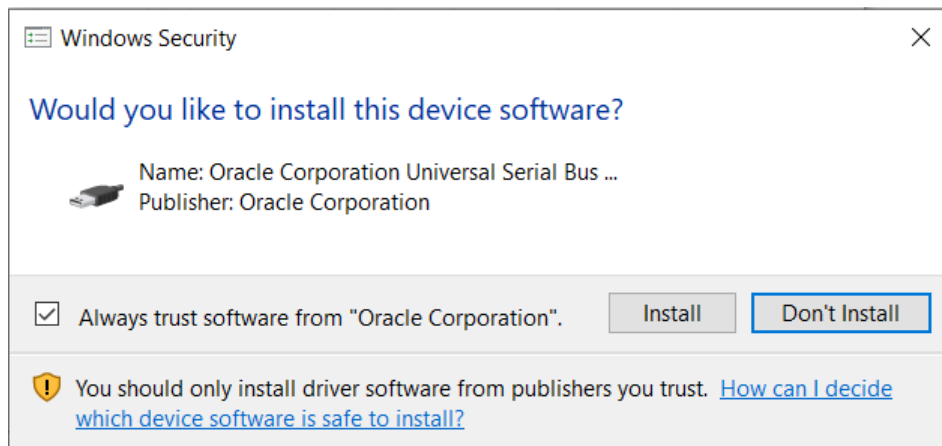 Windows Security
Would you like to install this device software?
Name: Oracle Corporation Universal Serial Bus ...
Publisher: Oracle Corporation
Always trust software from "Oracle Corporation".
Install
Don't Install
You should only install driver software from publishers you trust. How can I decide
which device software is safe to install?